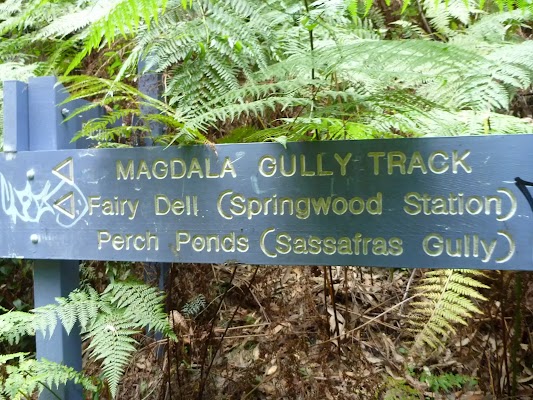 MAGDALA GULLY TRACK
Fairy Dell (Springwood Station)
Perch Ponds (Sassafras Gully)